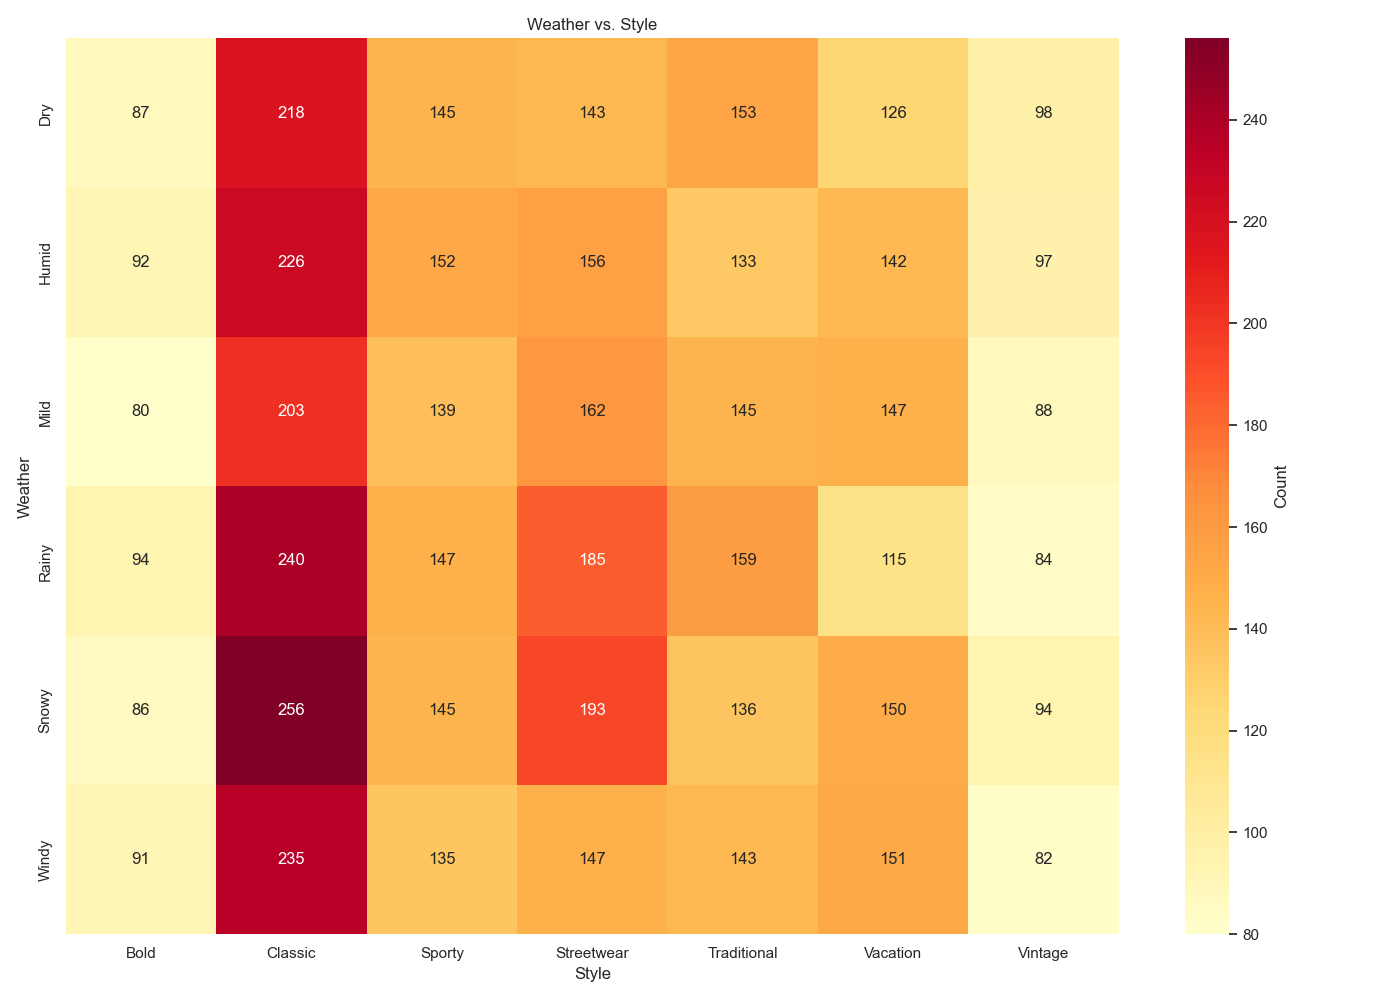 Weather vs. Style
Dry 87 218 145 143 153 126 98
Humid 92 226 152 156 133 142 97
Mild 80 203 139 162 145 147 88
Rainy 94 240 147 185 159 115 84
Snowy 86 256 145 193 136 150 94
Windy 91 235 135 147 143 151 82
Weather
Bold Classic Sporty Streetwear Traditional Vacation Vintage
Style
240
220
200
180
160
140
120
100
80
Count